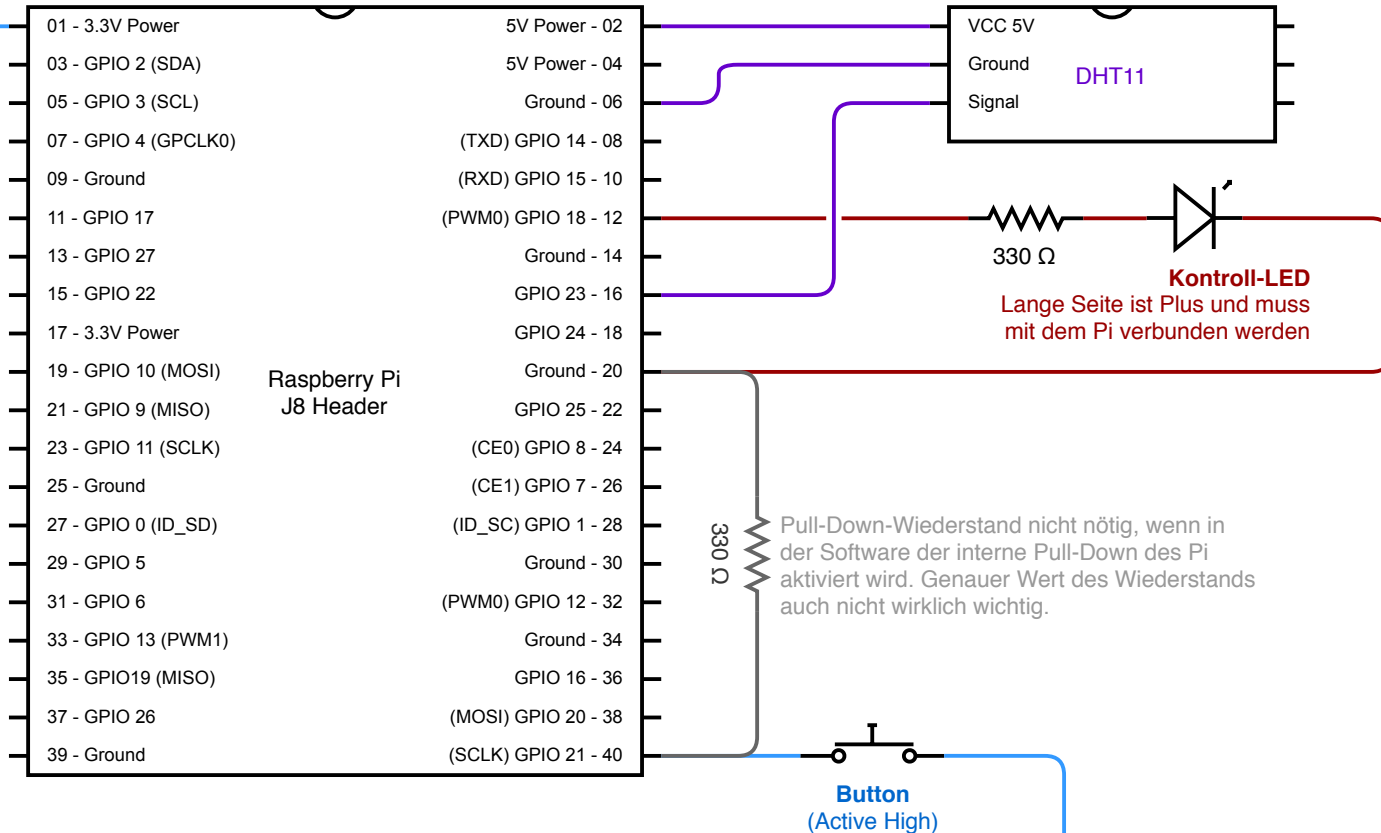 01 - 3.3V Power
03 - GPIO 2 (SDA)
05 - GPIO 3 (SCL)
07 - GPIO 4 (GPCLK0)
09 - Ground
11 - GPIO 17
13 - GPIO 27
15 - GPIO 22
17 - 3.3V Power
19 - GPIO 10 (MOSI)
21 - GPIO 9 (MISO)
23 - GPIO 11 (SCLK)
25 - Ground
27 - GPIO 0 (ID_SD)
29 - GPIO 5
31 - GPIO 6
33 - GPIO 13 (PWM1)
35 - GPIO19 (MISO)
37 - GPIO 26
39 - Ground
Raspberry Pi
J8 Header
5V Power - 02
5V Power - 04
Ground - 06
(TXD) GPIO 14 - 08
(RXD) GPIO 15 - 10
(PWM0) GPIO 18 - 12
Ground - 14
GPIO 23 - 16
GPIO 24 - 18
Ground - 20
GPIO 25 - 22
(CE0) GPIO 8 - 24
(CE1) GPIO 7 - 26
(ID_SC) GPIO 1 - 28
Ground - 30
(PWM0) GPIO 12 - 32
Ground - 34
GPIO 16 - 36
(MOSI) GPIO 20 - 38
(SCLK) GPIO 21 - 40
VCC 5V
Ground
Signal
DHT11
330 Ω
Kontroll-LED
Lange Seite ist Plus und muss
mit dem Pi verbunden werden
330 Ω
Pull-Down-Wiederstand nicht nötig, wenn in
der Software der interne Pull-Down des Pi
aktiviert wird. Genauer Wert des Wiederstands
auch nicht wirklich wichtig.
Button
(Active High)